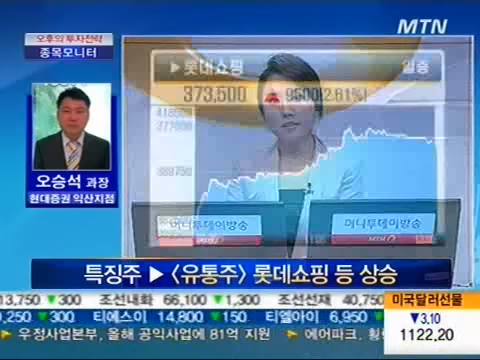 오후의 투자전략
종목모니터
MTN
▶롯데쇼핑 일봉
373,500 9500(2.61%)
377000
오승석 과장
현대증권 익산지점
머니투데이방송 머니투데이방송
특징주 ▶ <유통주> 롯데쇼핑 등 상승
13,750 ▼300 조선내화 66,100 ▲1,300 조선선재 40,750
630 ▲80 티에스이 14,800 ▼150 티엘아이 6,950
미국달러선물
▼3.10
1122.20
▶ 우정사업본부, 올해 공익사업에 81억 지원 ▶ 에어파크,